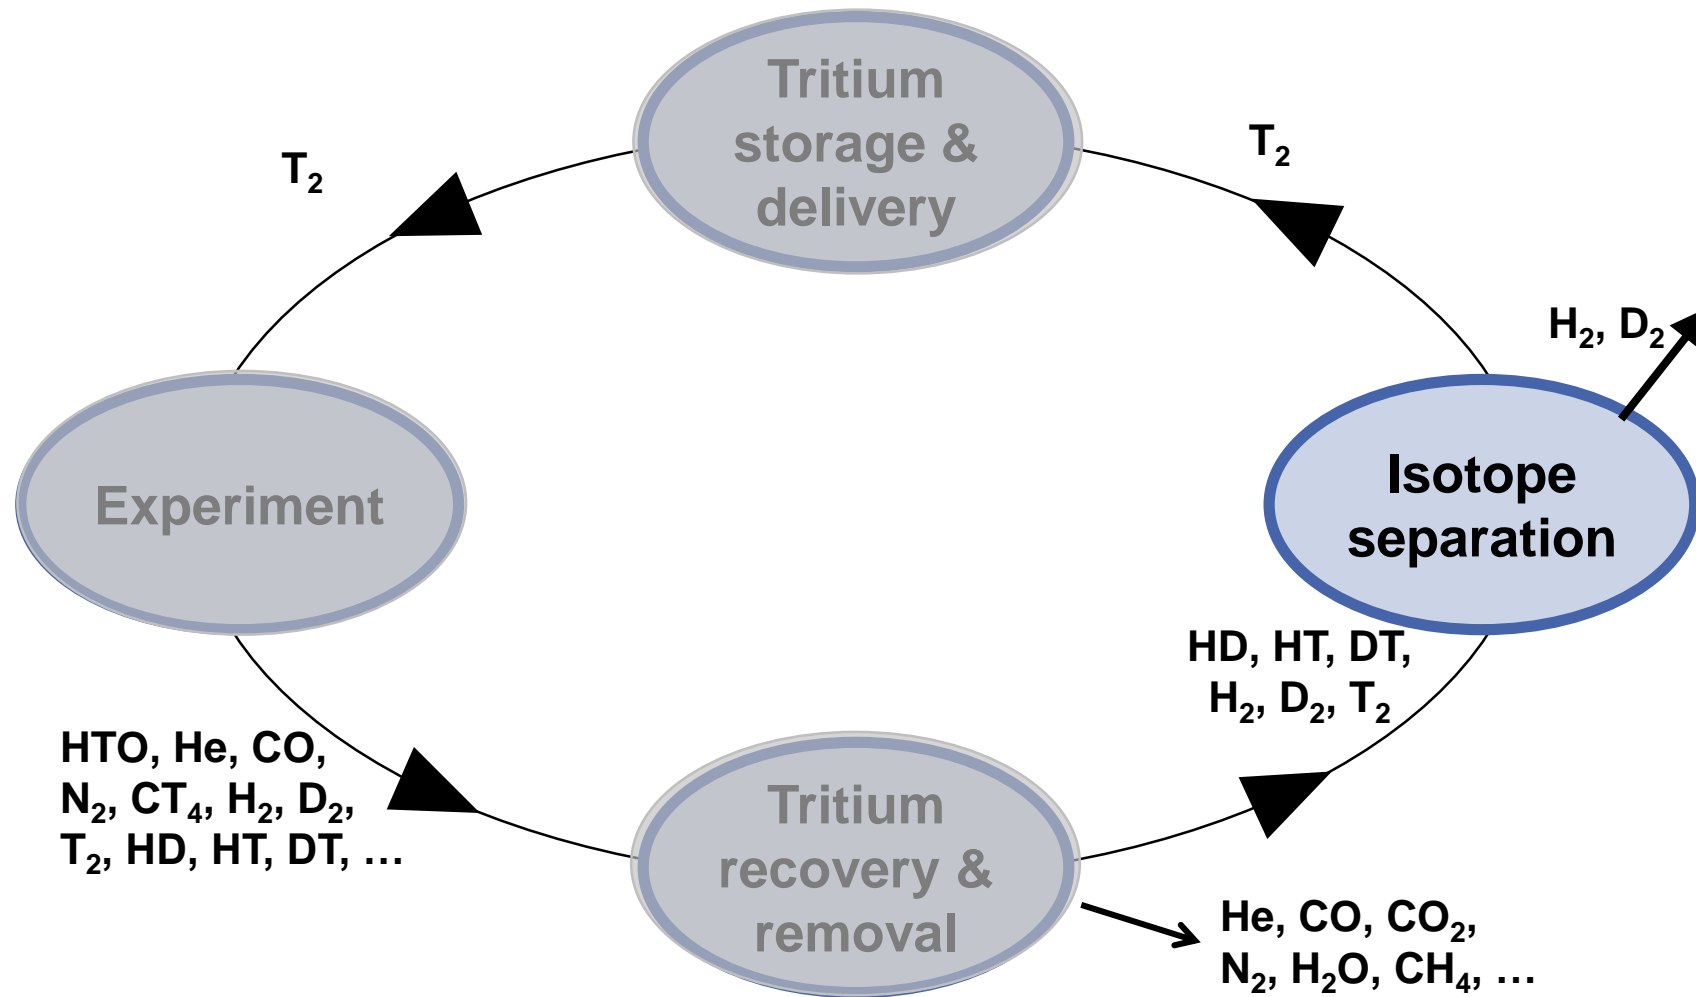 Tritium
storage &
delivery
T₂
T₂
H₂, D₂
Experiment
Isotope
separation
HD, HT, DT,
H₂, D₂, T₂
HTO, He, CO,
N₂, CT₄, H₂, D₂,
T₂, HD, HT, DT, …
Tritium
recovery &
removal
He, CO, CO₂,
N₂, H₂O, CH₄, …